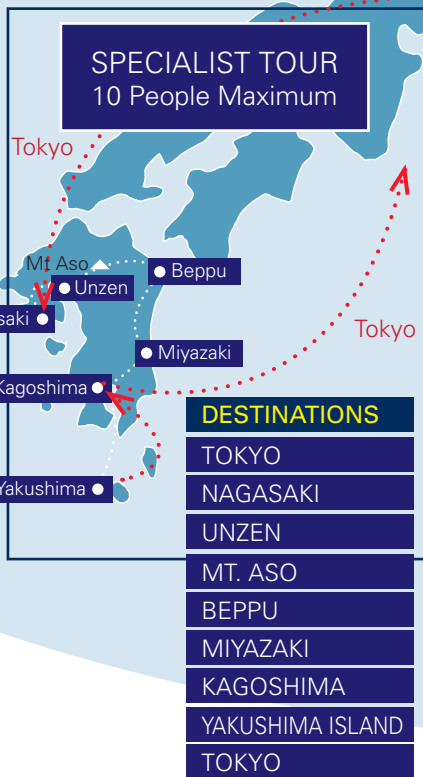 SPECIALIST TOUR
10 People Maximum
Tokyo
Mt Aso
Beppu
Unzen
saki
Miyazaki
Tokyo
Kagoshima
Yakushima
DESTINATIONS
TOKYO
NAGASAKI
UNZEN
MT. ASO
BEPPU
MIYAZAKI
KAGOSHIMA
YAKUSHIMA ISLAND
TOKYO